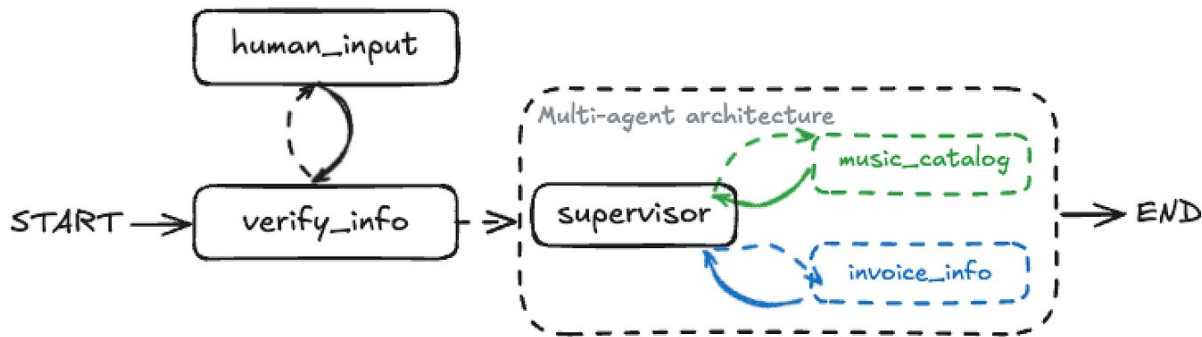 human_input
Multi-agent architecture
music_catalog
START
verify_info
supervisor
END
invoice_info